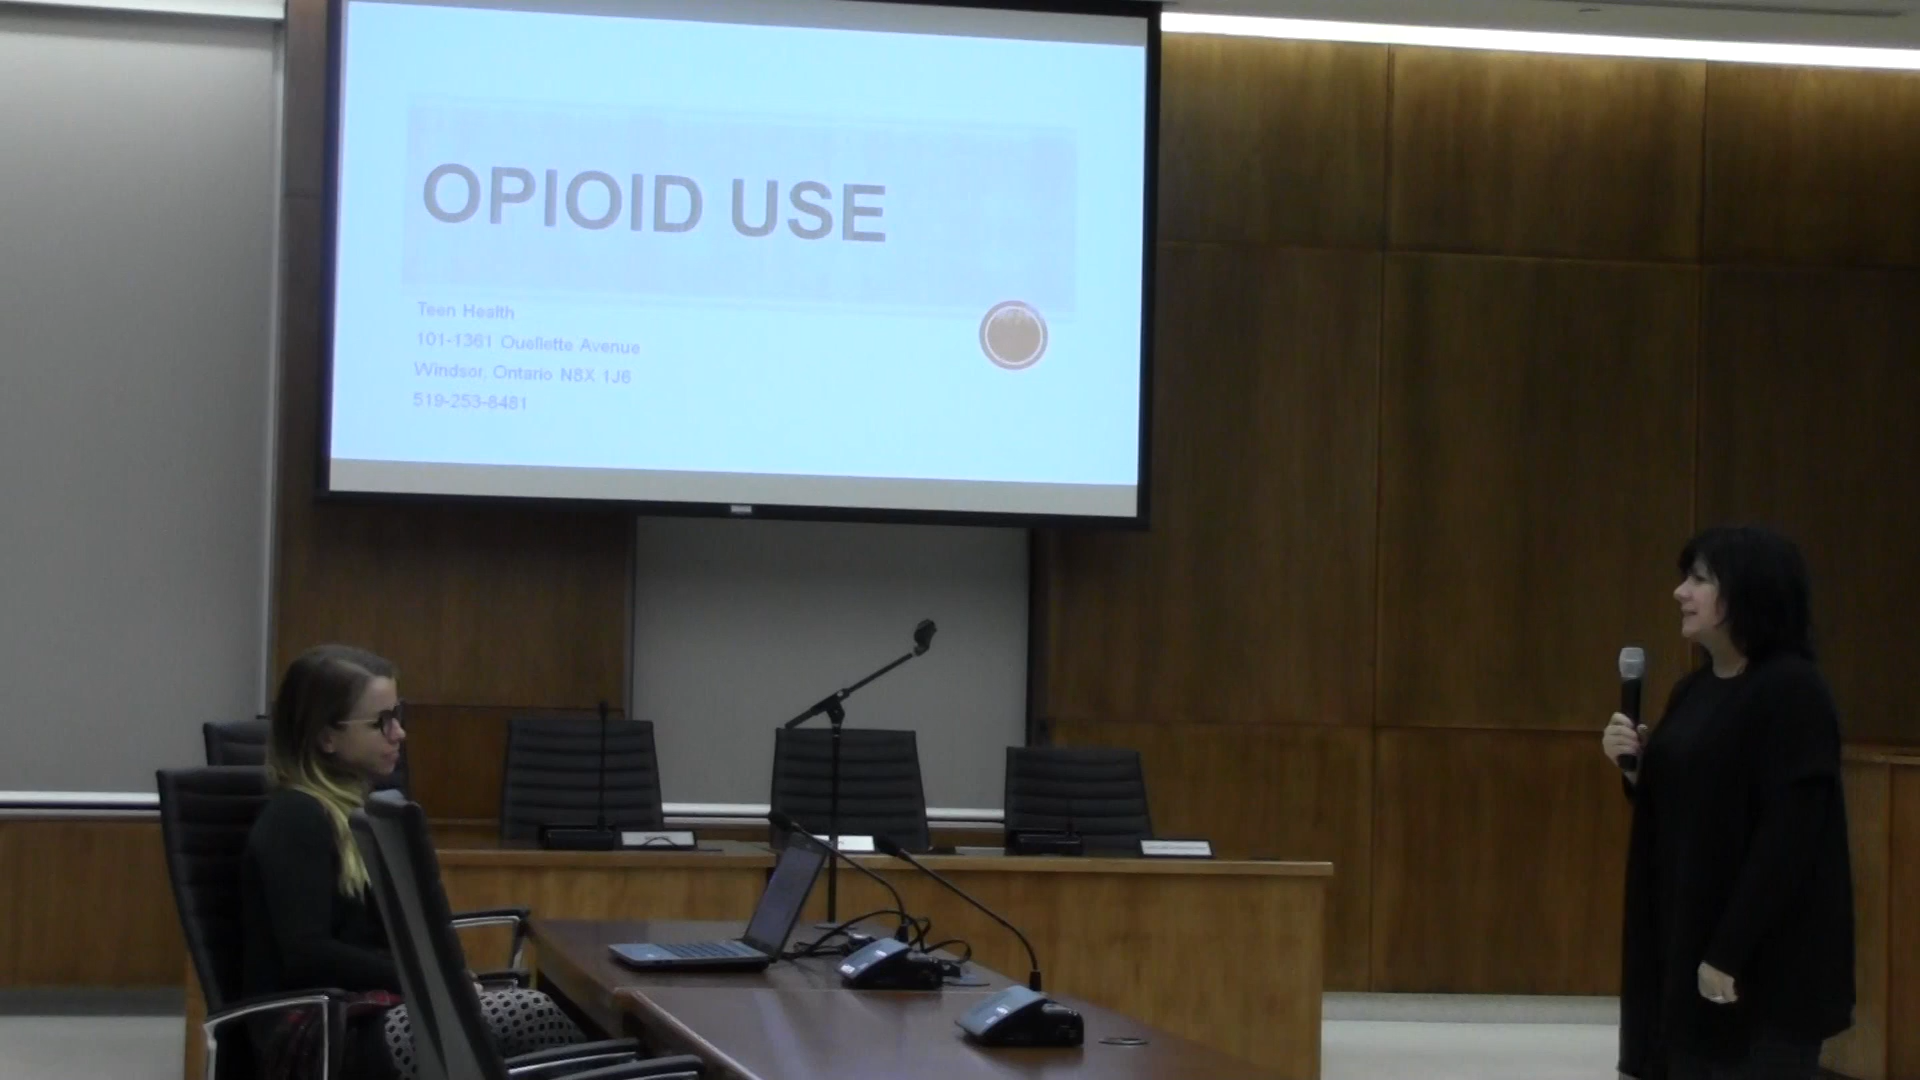 OPIOID USE
Teen Health
101-1361 Ouellette Avenue
Windsor, Ontario N8X 1J6
519-253-8481